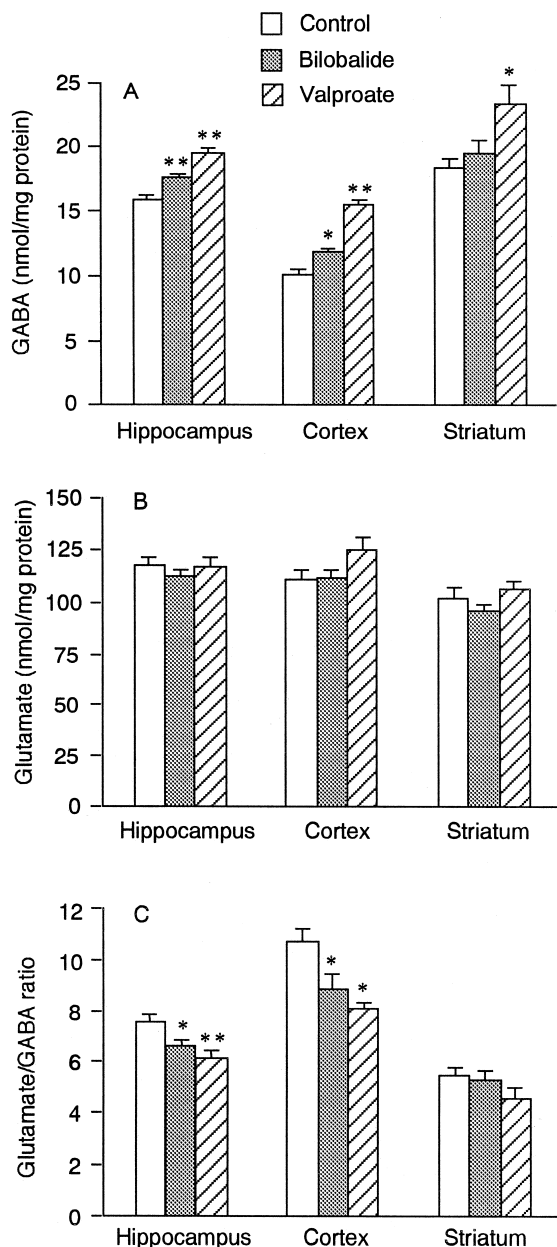 Control
Bilobalide
Valproate
A
GABA (nmol/mg protein)
25
20
15
10
5
0
** ** * ** *
Hippocampus Cortex Striatum
B
Glutamate (nmol/mg protein)
150
125
100
75
50
25
0
Hippocampus Cortex Striatum
C
Glutamate/GABA ratio
12
10
8
6
4
2
0
* ** * *
Hippocampus Cortex Striatum